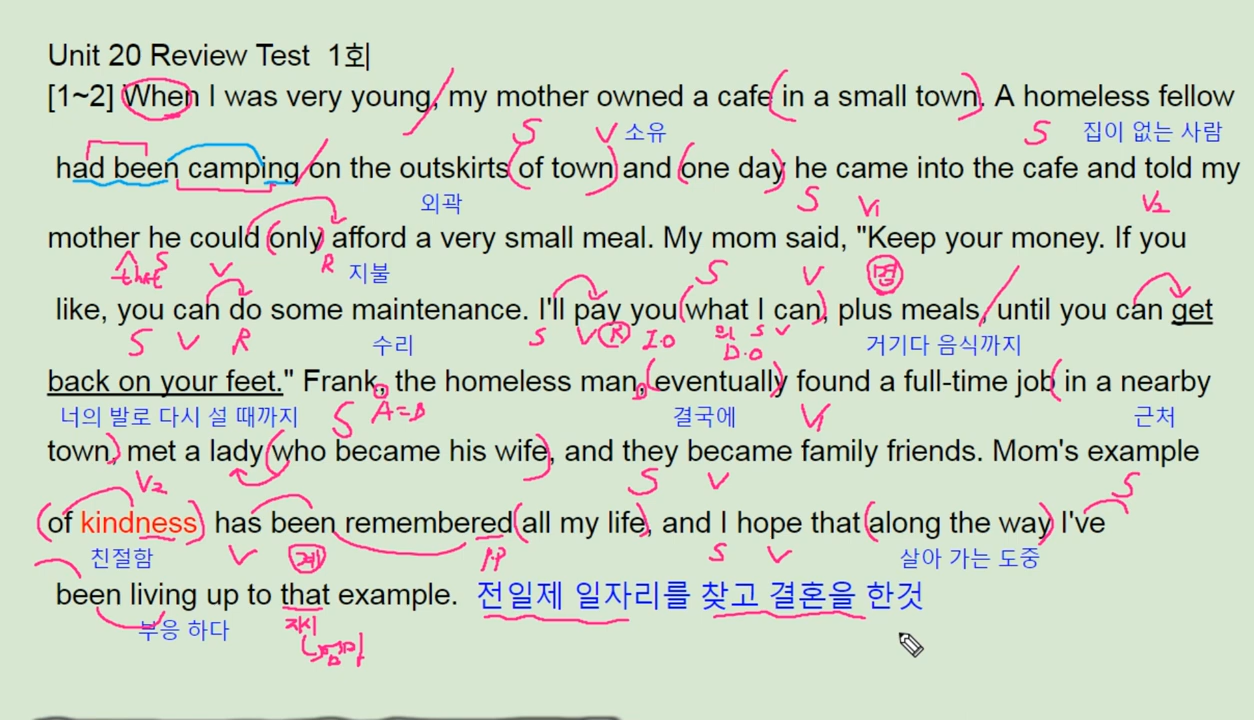 Unit 20 Review Test 1회
[1~2] When I was very young, my mother owned a cafe in a small town. A homeless fellow
S V 소유 S 집이 없는 사람
had been camping on the outskirts of town and one day he came into the cafe and told my
외곽 S V1 V2
mother he could only afford a very small meal. My mom said, "Keep your money. If you
that S V R 지불 S V 명
like, you can do some maintenance. I'll pay you what I can, plus meals, until you can get
S V R 수리 S V R I.O 의 S V D.O 거기다 음식까지
back on your feet." Frank, the homeless man, eventually found a full-time job in a nearby
너의 발로 다시 설 때까지 S A=B 결국에 V1 근처
town, met a lady who became his wife, and they became family friends. Mom's example
V2 S V S
of kindness has been remembered all my life, and I hope that along the way I've
친절함 V 계 P.P S V 살아 가는 도중
been living up to that example. 전일제 일자리를 찾고 결혼을 한것
부응 하다 지시
엄마